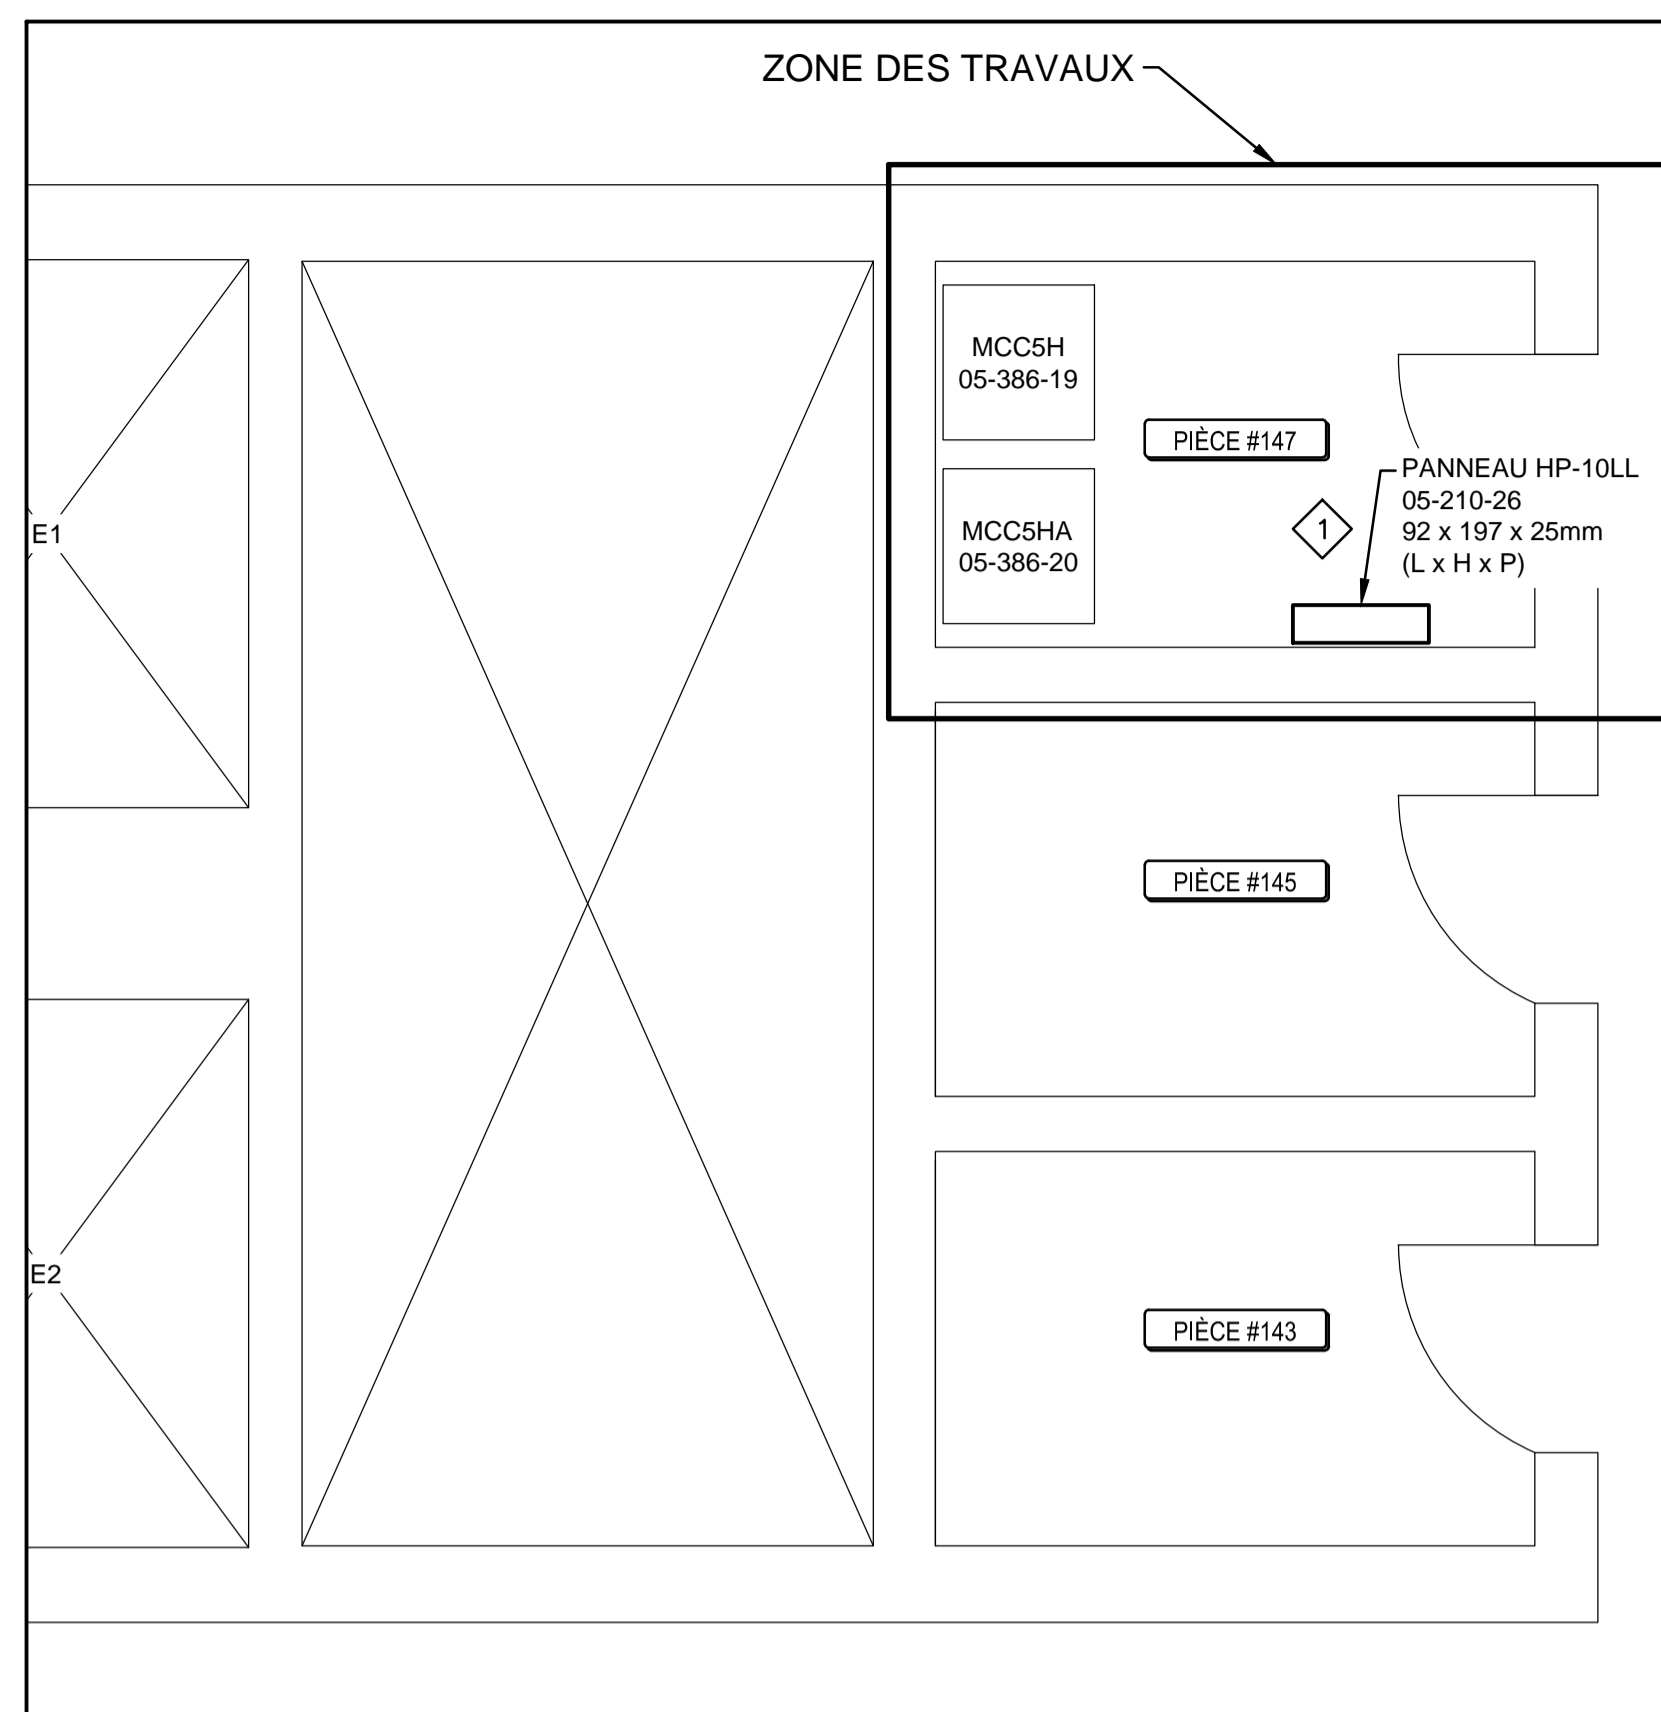 ZONE DES TRAVAUX
MCC5H
05-386-19
PIÈCE #147
PANNEAU HP-10LL
05-210-26
92 x 197 x 25mm
(L x H x P)
1
MCC5HA
05-386-20
E1
PIÈCE #145
E2
PIÈCE #143